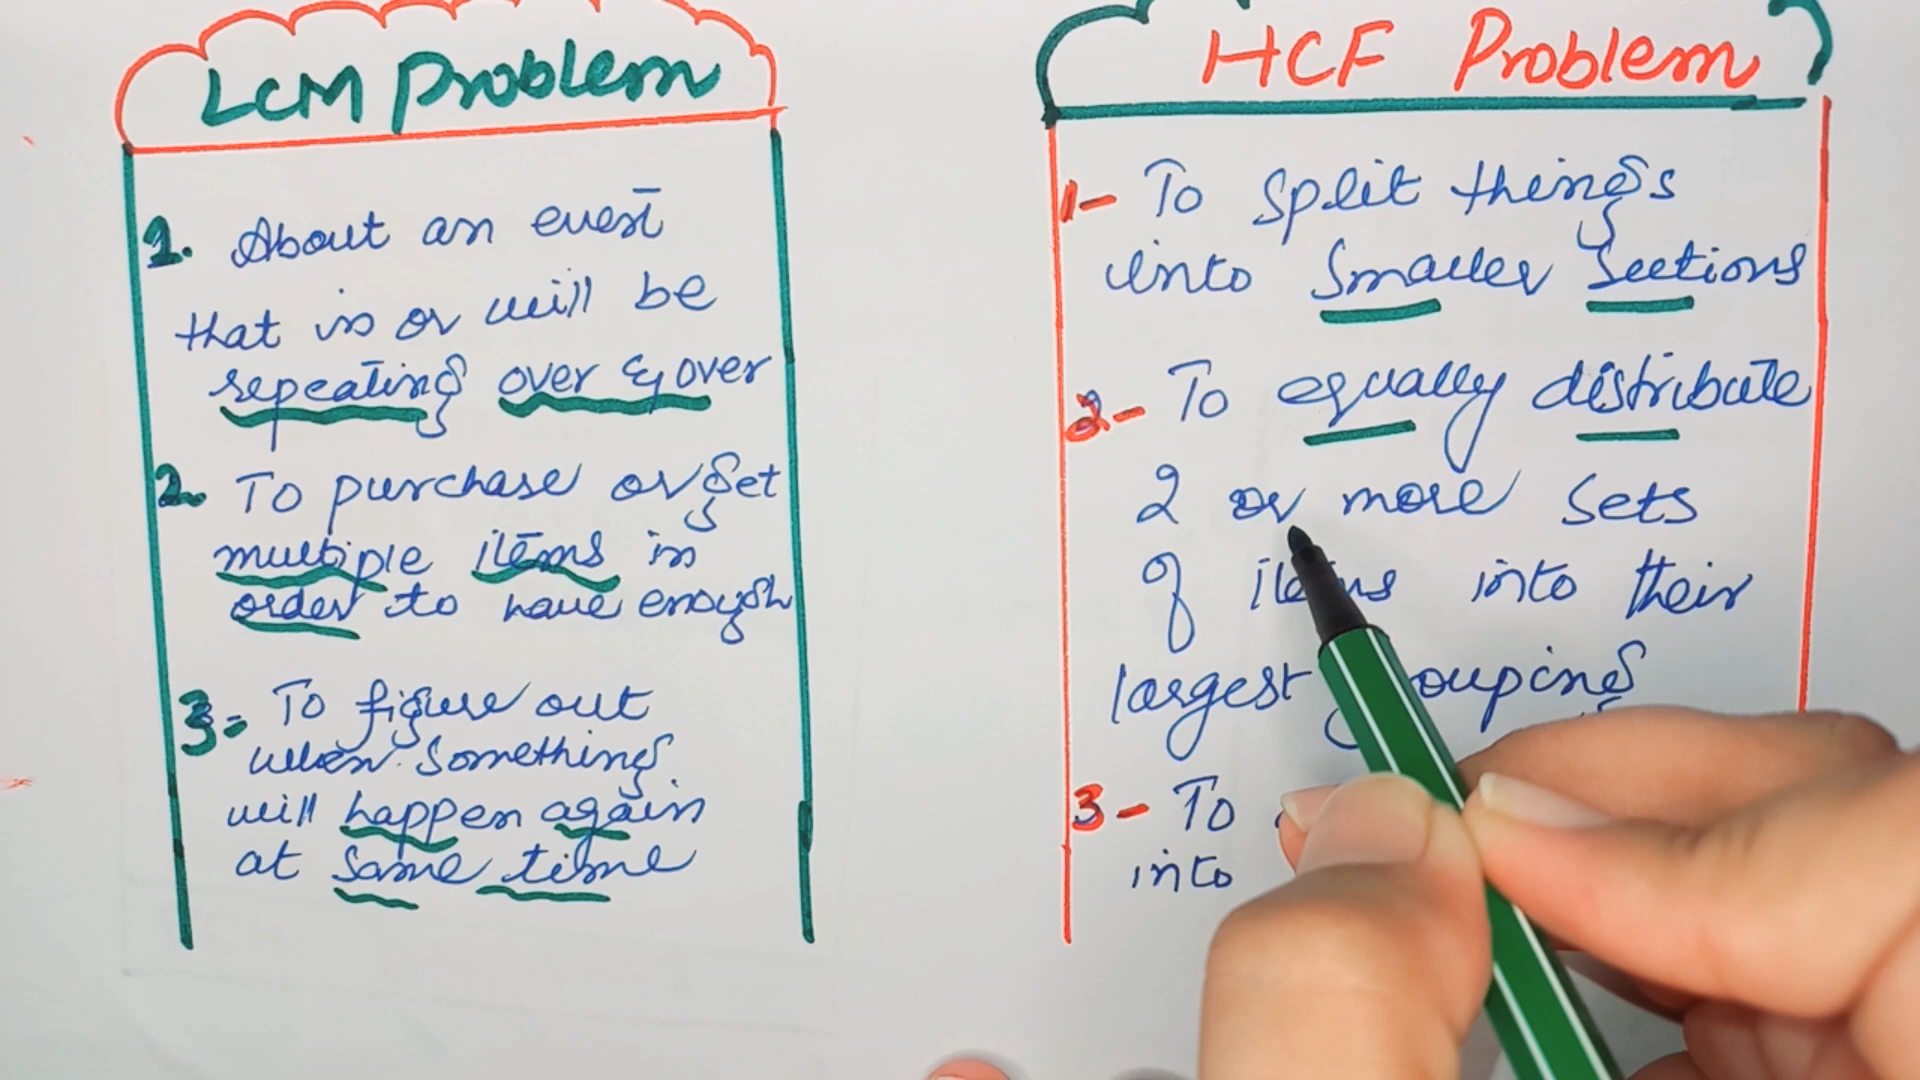 LCM Problem
1. About an event
that is or will be
repeating over & over
2. To purchase or get
multiple items in
order to have enough
3- To figure out
when something
will happen again
at same time
HCF Problem
1- To split things
into smaller sections
2- To equally distribute
2 or more sets
of items into their
largest grouping
3- To
into